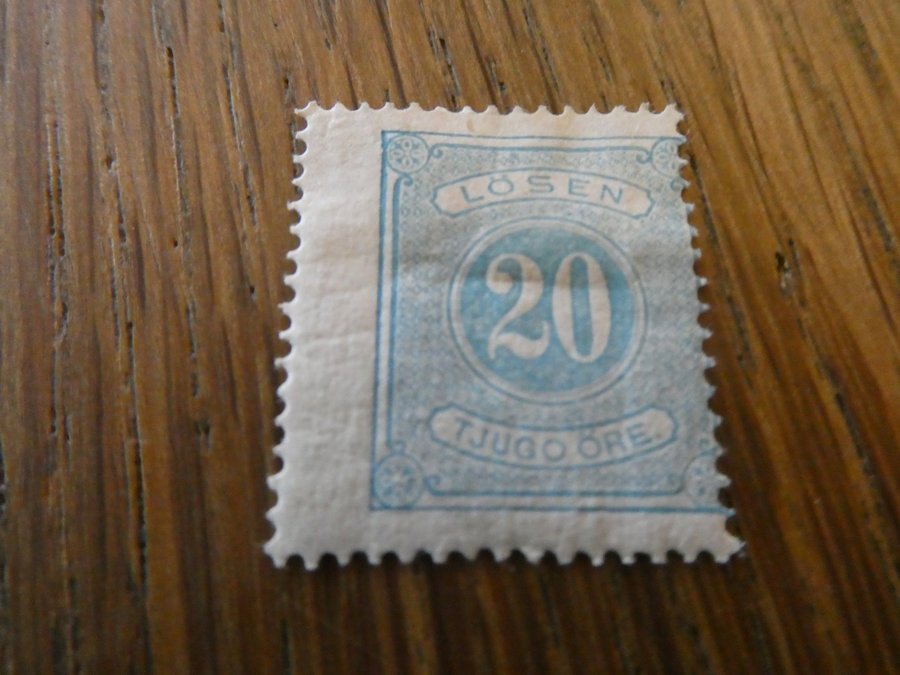 LÖSEN
20
TJUGO ÖRE.